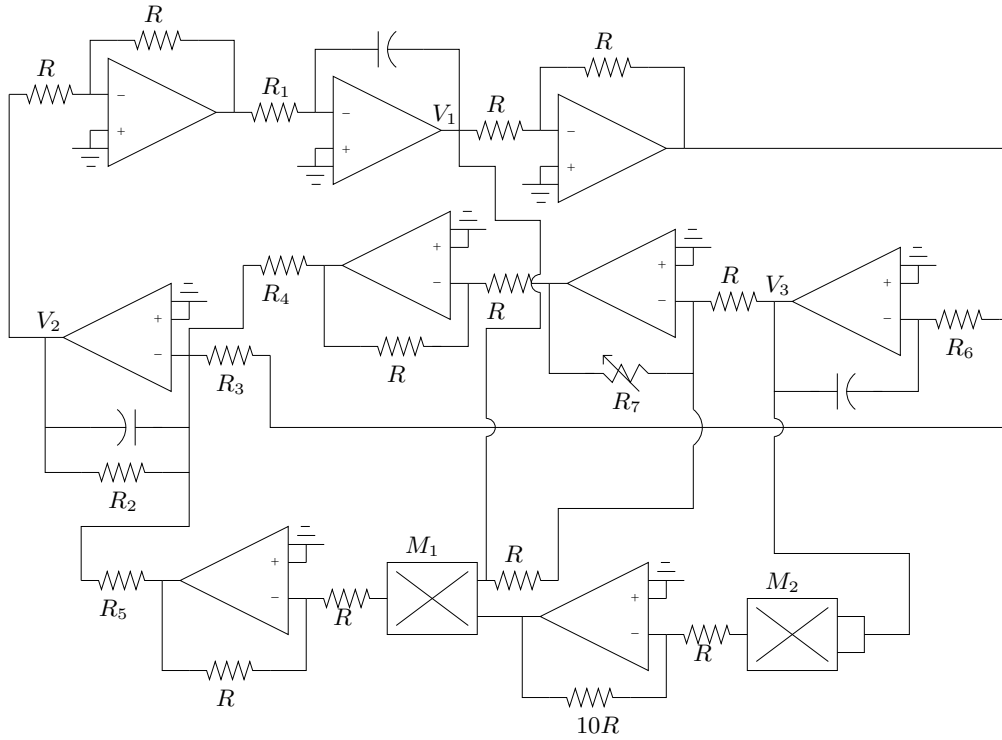 R
R
R₁
V₁
R
R
− +
− +
− +
R₄
R
R
R
V₃
R₆
V₂
R₃
R₇
+ −
+ −
+ −
+ −
R₂
R₅
R
R
M₁
R
10R
R
M₂
+ −
+ −